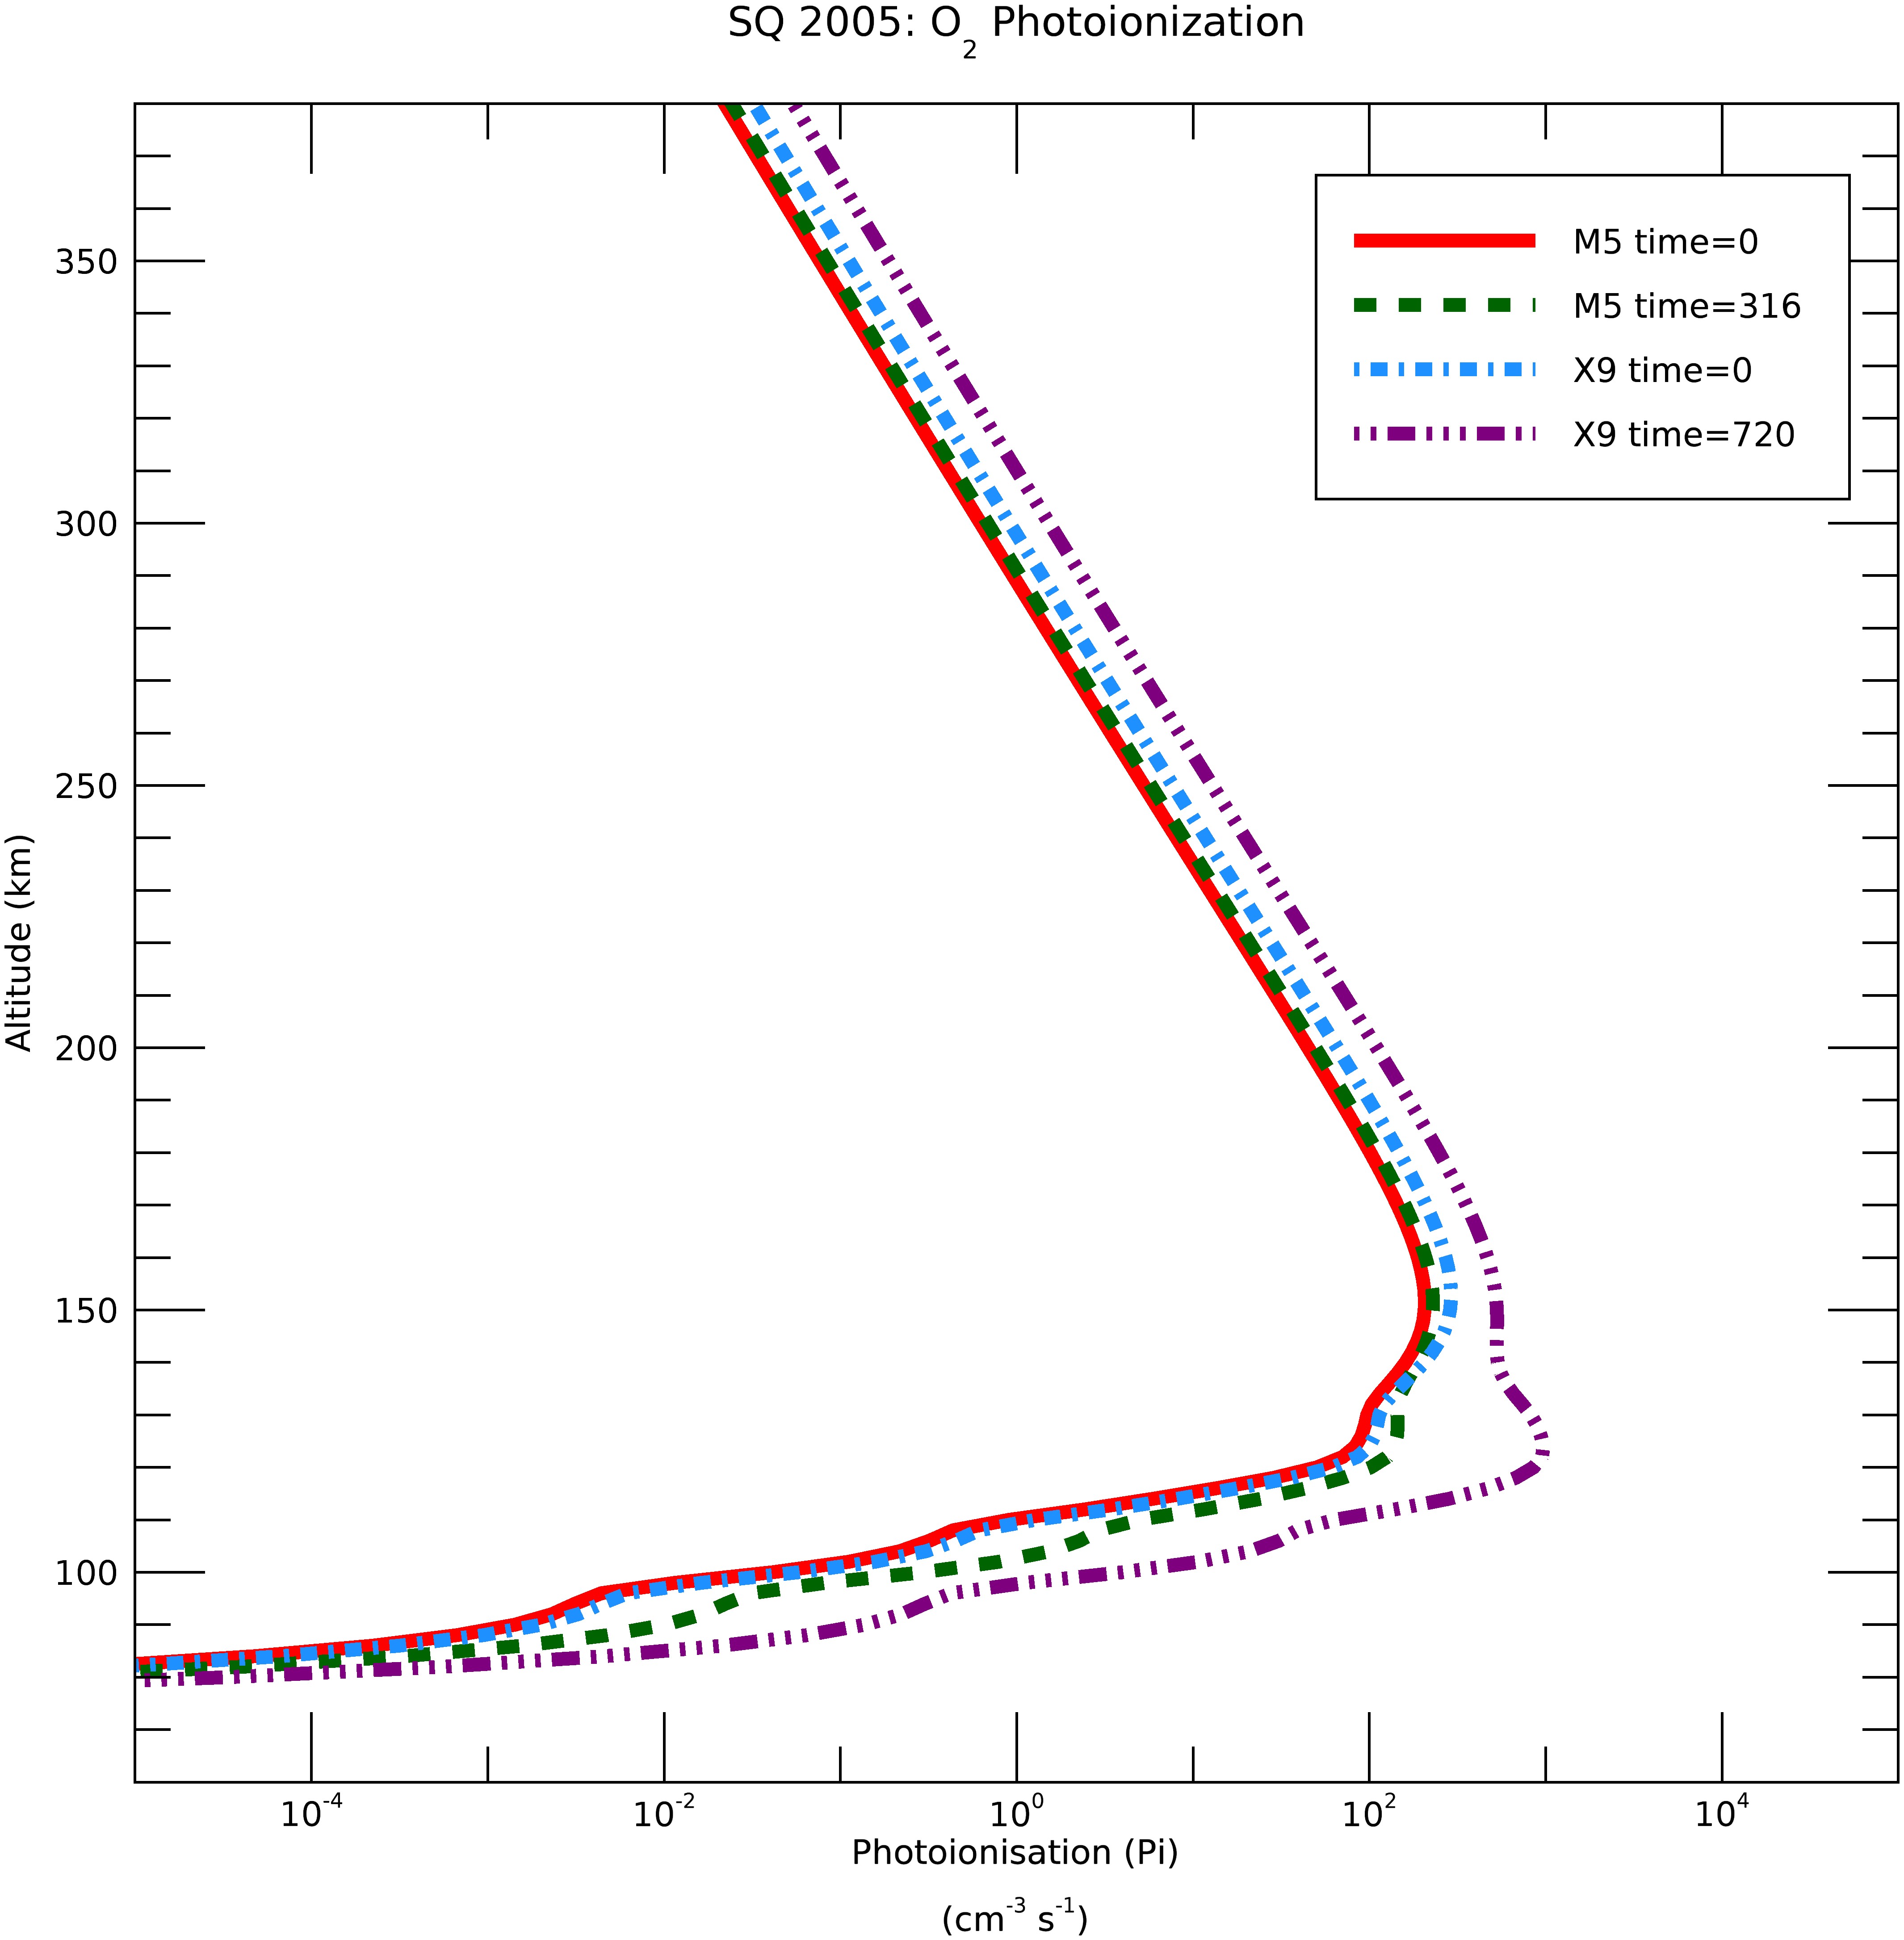 SQ 2005: O₂ Photoionization
350
300
250
200
150
100
Altitude (km)
M5 time=0
M5 time=316
X9 time=0
X9 time=720
10⁻⁴ 10⁻² 10⁰ 10² 10⁴
Photoionisation (Pi)
(cm⁻³ s⁻¹)